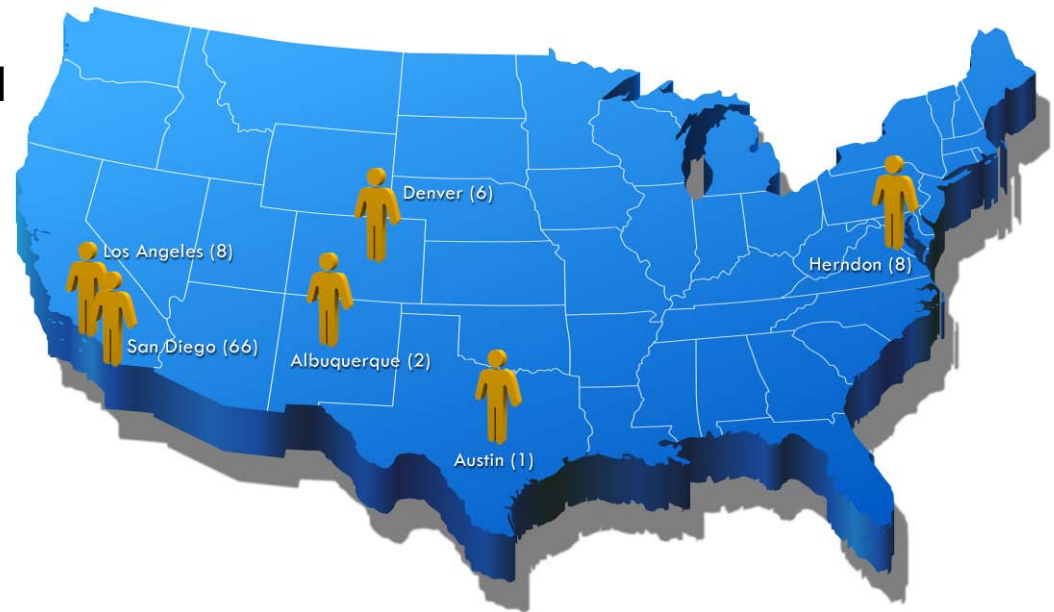 Denver (6)
Los Angeles (8)
Herndon (8)
San Diego (66)
Albuquerque (2)
Austin (1)